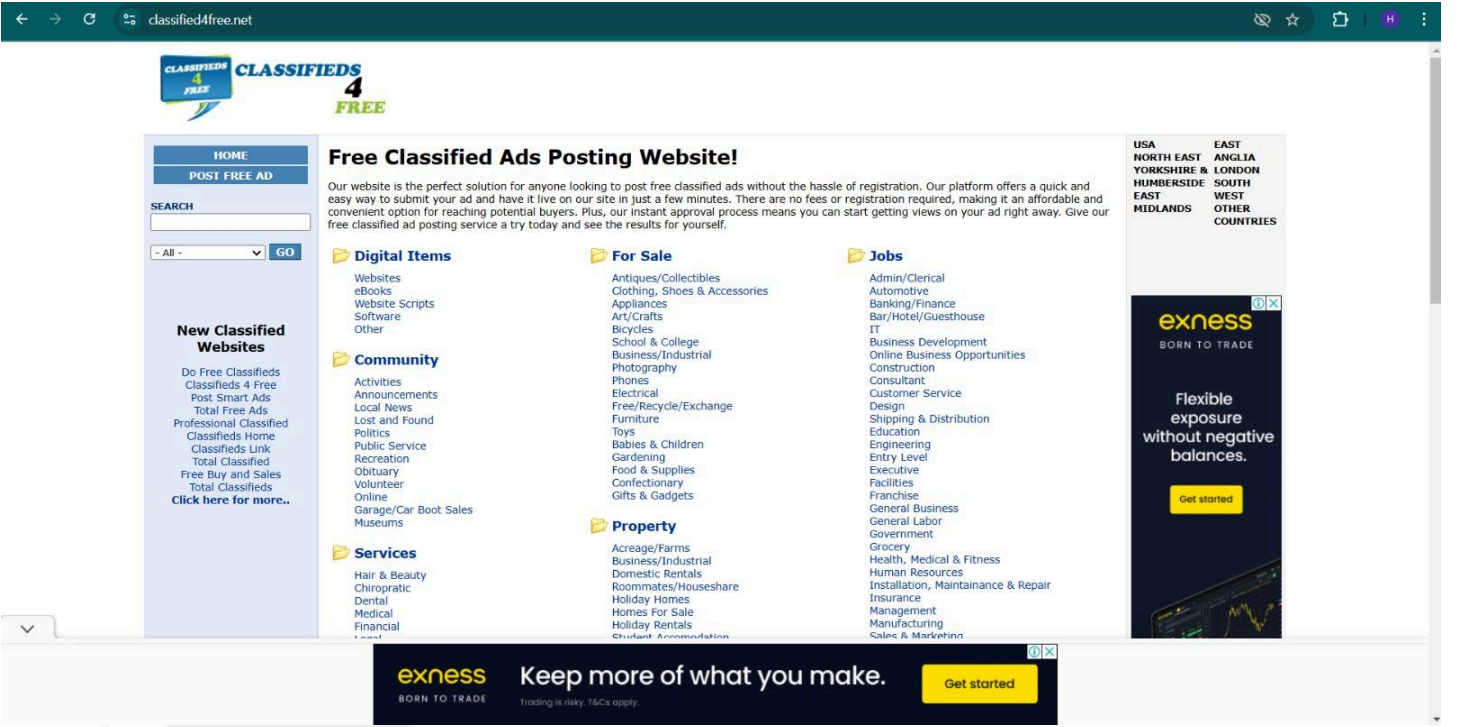 classified4free.net
H
CLASSIFIEDS
4
FREE
CLASSIFIEDS
4
FREE
HOME
POST FREE AD
SEARCH
- All -
GO
New Classified
Websites
Do Free Classifieds
Classifieds 4 Free
Post Smart Ads
Total Free Ads
Professional Classified
Classifieds Home
Classifieds Link
Total Classified
Free Buy and Sales
Total Classifieds
Click here for more..
Free Classified Ads Posting Website!
Our website is the perfect solution for anyone looking to post free classified ads without the hassle of registration. Our platform offers a quick and
easy way to submit your ad and have it live on our site in just a few minutes. There are no fees or registration required, making it an affordable and
convenient option for reaching potential buyers. Plus, our instant approval process means you can start getting views on your ad right away. Give our
free classified ad posting service a try today and see the results for yourself.
Digital Items
Websites
eBooks
Website Scripts
Software
Other
Community
Activities
Announcements
Local News
Lost and Found
Politics
Public Service
Recreation
Obituary
Volunteer
Online
Garage/Car Boot Sales
Museums
Services
Hair & Beauty
Chiropratic
Dental
Medical
Financial
Legal
For Sale
Antiques/Collectibles
Clothing, Shoes & Accessories
Appliances
Art/Crafts
Bicycles
School & College
Business/Industrial
Photography
Phones
Electrical
Free/Recycle/Exchange
Furniture
Toys
Babies & Children
Gardening
Food & Supplies
Confectionary
Gifts & Gadgets
Property
Acreage/Farms
Business/Industrial
Domestic Rentals
Roommates/Houseshare
Holiday Homes
Homes For Sale
Holiday Rentals
Student Accomodation
Jobs
Admin/Clerical
Automotive
Banking/Finance
Bar/Hotel/Guesthouse
IT
Business Development
Online Business Opportunities
Construction
Consultant
Customer Service
Design
Shipping & Distribution
Education
Engineering
Entry Level
Executive
Facilities
Franchise
General Business
General Labor
Government
Grocery
Health, Medical & Fitness
Human Resources
Installation, Maintainance & Repair
Insurance
Management
Manufacturing
Sales & Marketing
USA
NORTH EAST
YORKSHIRE &
HUMBERSIDE
EAST
MIDLANDS
EAST
ANGLIA
LONDON
SOUTH
WEST
OTHER
COUNTRIES
exness
BORN TO TRADE
Flexible
exposure
without negative
balances.
Get started
exness
BORN TO TRADE
Keep more of what you make.
Trading is risky. T&Cs apply.
Get started